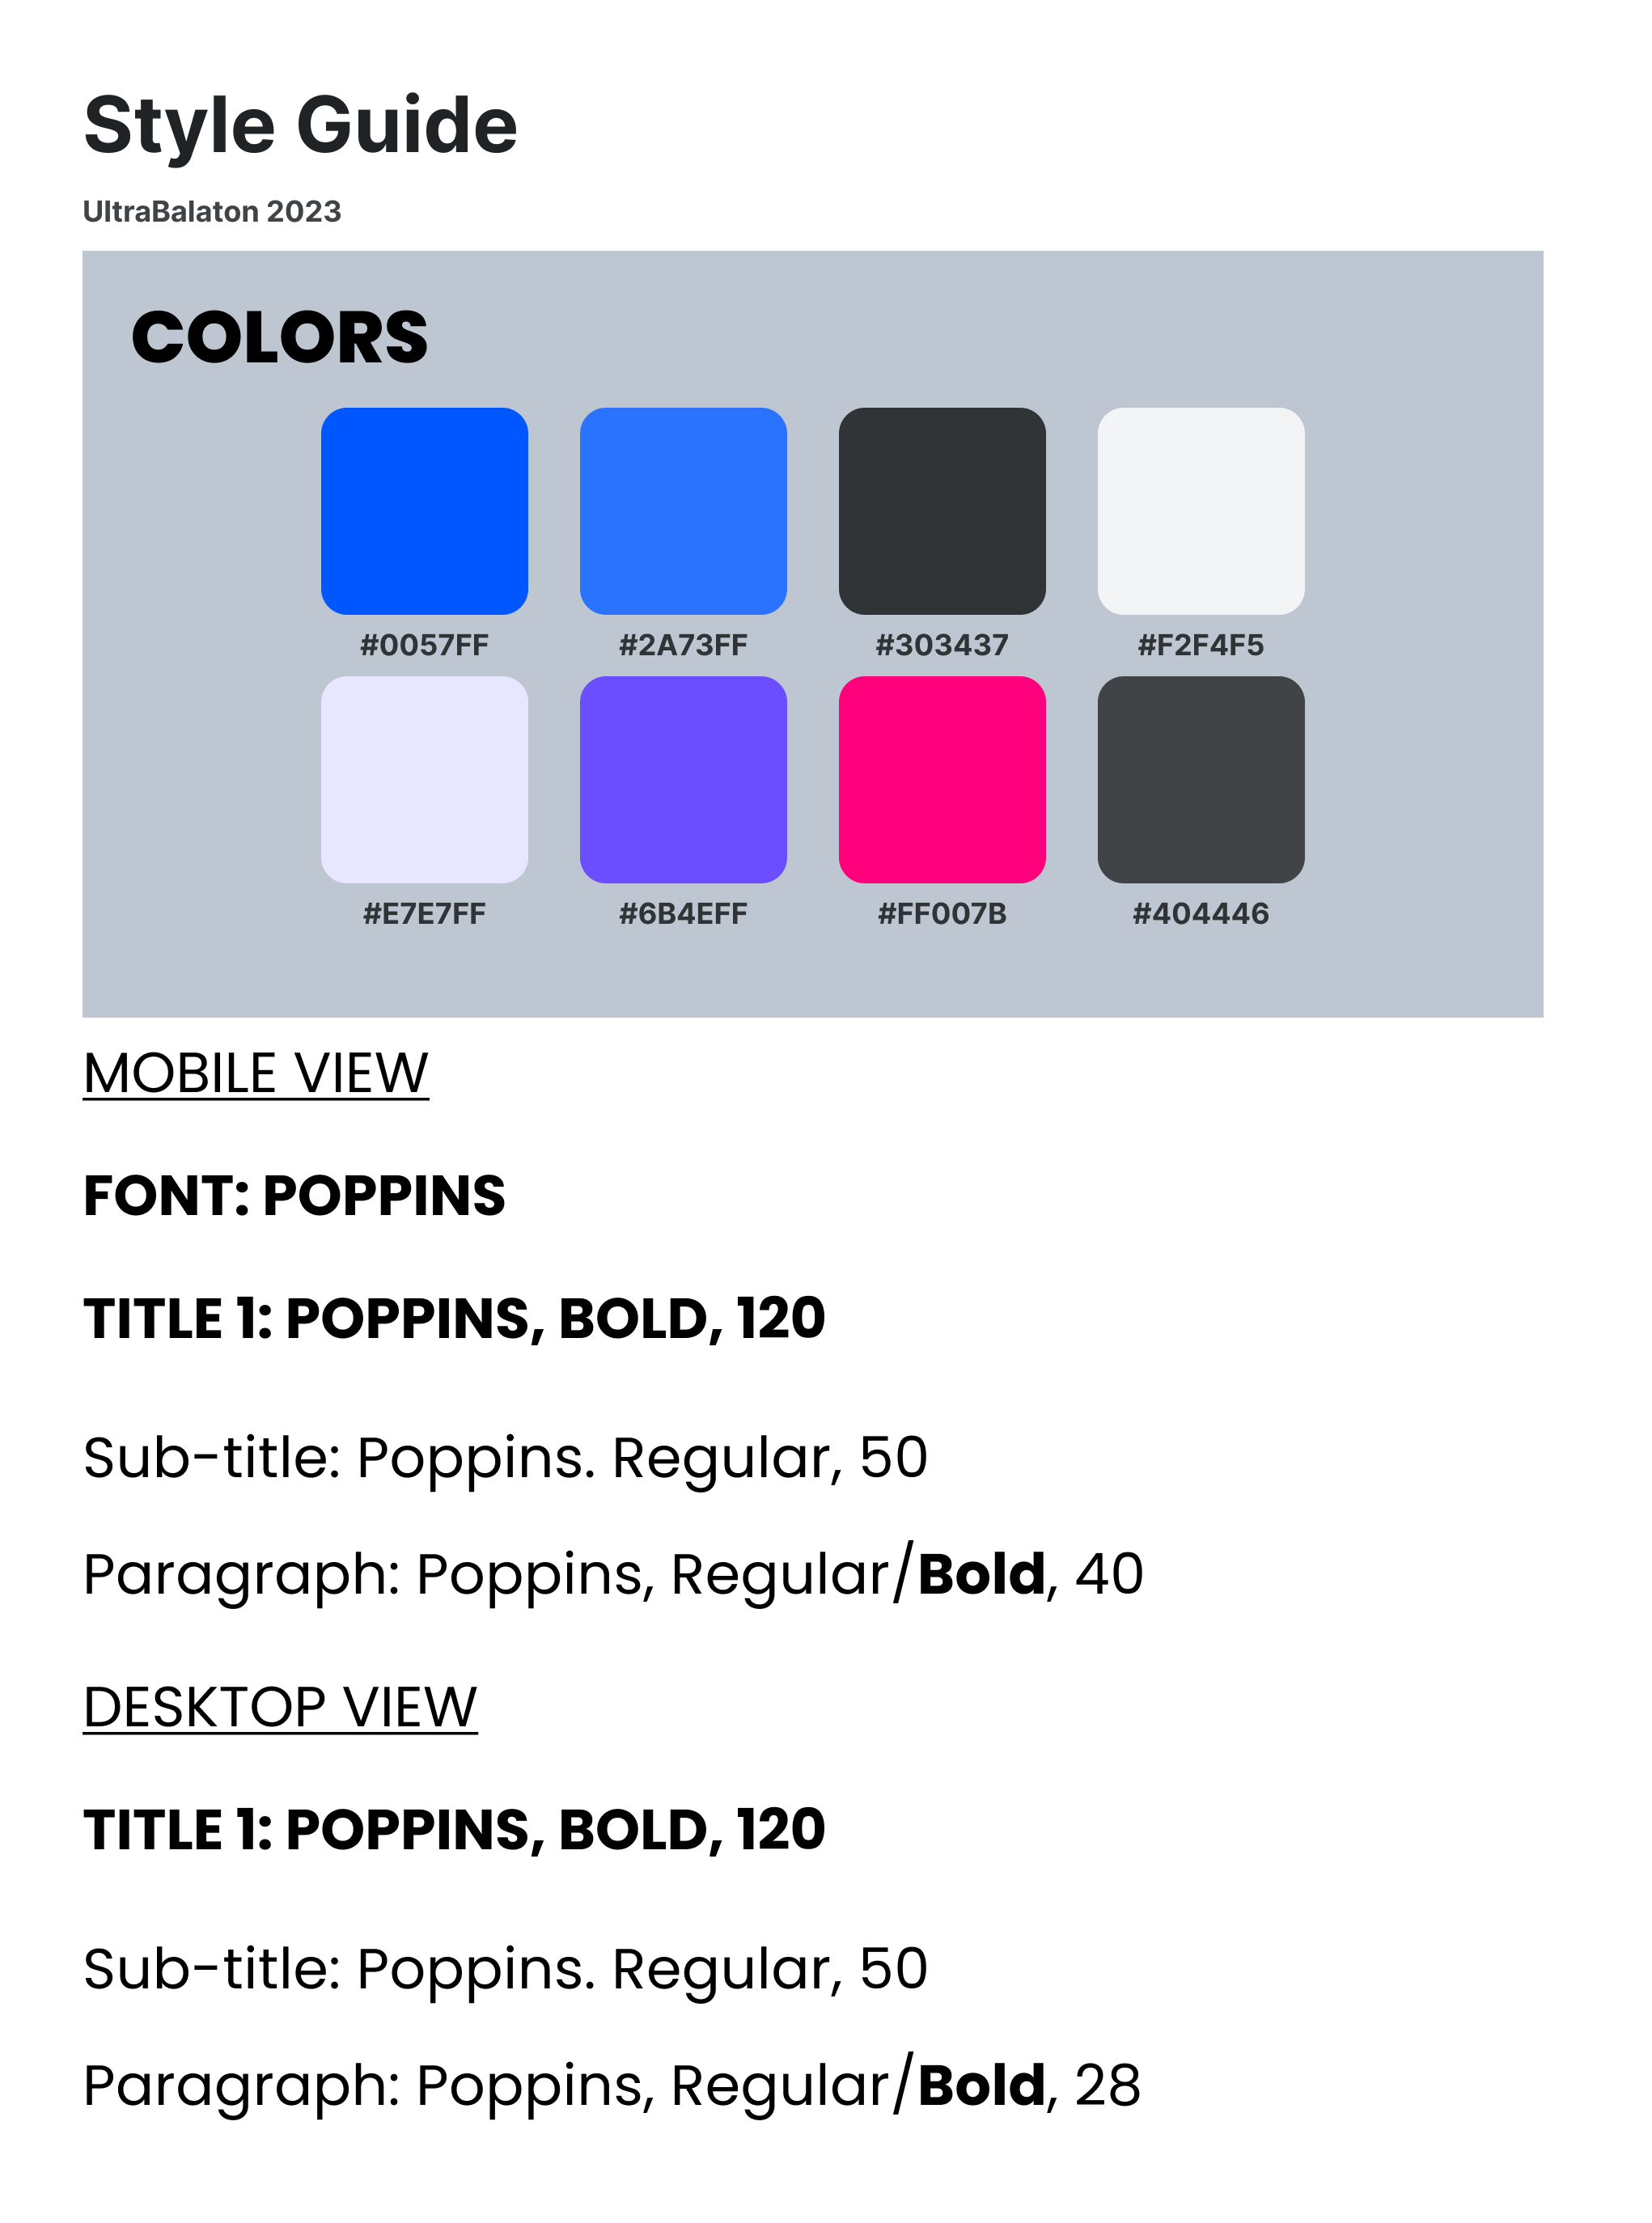 Style Guide
UltraBalaton 2023
COLORS
#0057FF #2A73FF #303437 #F2F4F5
#E7E7FF #6B4EFF #FF007B #404446
MOBILE VIEW
FONT: POPPINS
TITLE 1: POPPINS, BOLD, 120
Sub-title: Poppins. Regular, 50
Paragraph: Poppins, Regular/Bold, 40
DESKTOP VIEW
TITLE 1: POPPINS, BOLD, 120
Sub-title: Poppins. Regular, 50
Paragraph: Poppins, Regular/Bold, 28